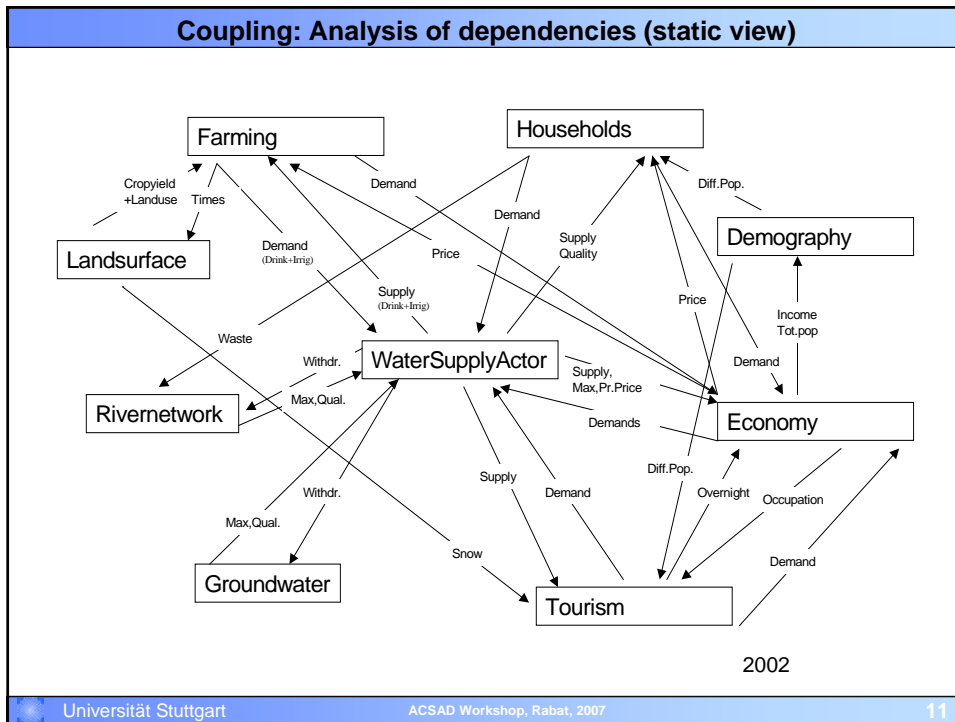 Coupling: Analysis of dependencies (static view)
Farming
Households
Cropyield
+Landuse
Times
Demand
Diff.Pop.
Demand
Demography
Landsurface
Demand
(Drink+Irrig)
Price
Supply
Quality
Supply
(Drink+Irrig)
Price
Income
Tot.pop
Waste
WaterSupplyActor
Withdr.
Supply,
Max,Pr.Price
Demand
Rivernetwork
Max,Qual.
Demands
Economy
Supply
Diff.Pop.
Withdr.
Demand
Overnight
Occupation
Max,Qual.
Snow
Demand
Groundwater
Tourism
2002
Universität Stuttgart
ACSAD Workshop, Rabat, 2007
11